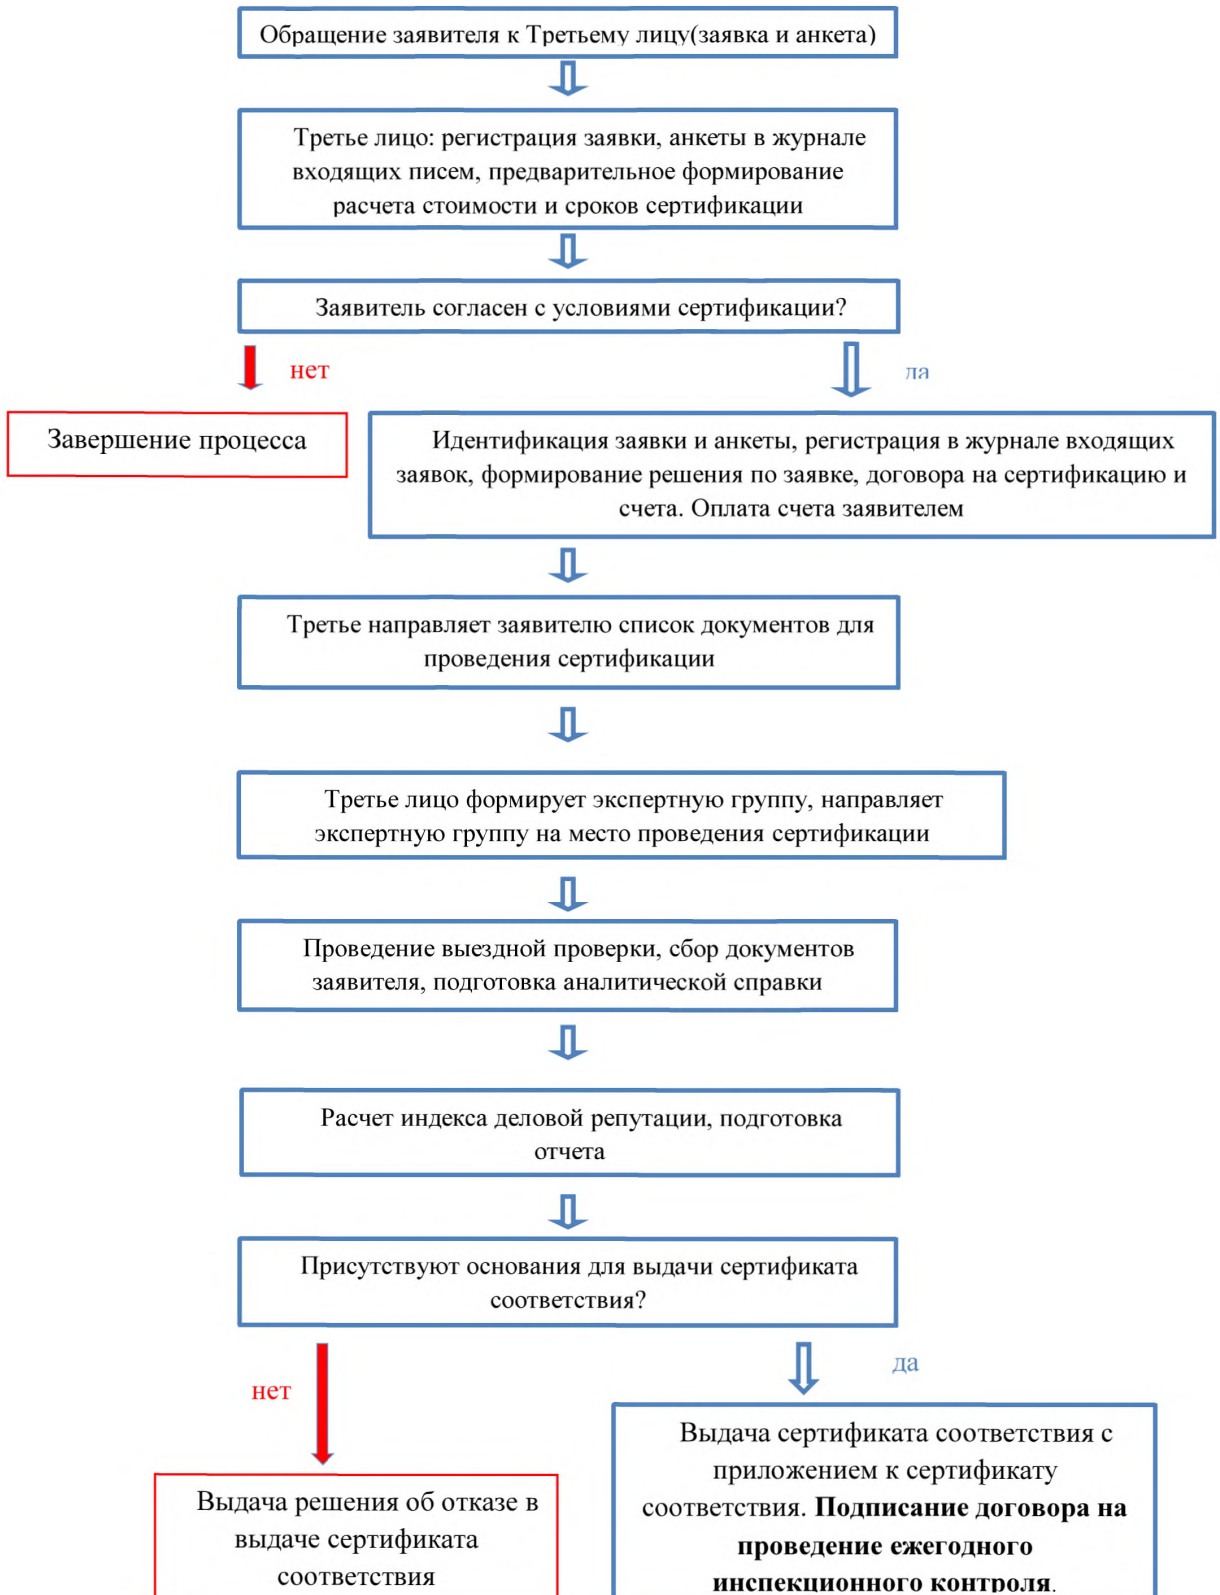 Обращение заявителя к Третьему лицу(заявка и анкета)
Третье лицо: регистрация заявки, анкеты в журнале
входящих писем, предварительное формирование
расчета стоимости и сроков сертификации
Заявитель согласен с условиями сертификации?
нет
да
Завершение процесса
Идентификация заявки и анкеты, регистрация в журнале входящих
заявок, формирование решения по заявке, договора на сертификацию и
счета. Оплата счета заявителем
Третье направляет заявителю список документов для
проведения сертификации
Третье лицо формирует экспертную группу, направляет
экспертную группу на место проведения сертификации
Проведение выездной проверки, сбор документов
заявителя, подготовка аналитической справки
Расчет индекса деловой репутации, подготовка
отчета
Присутствуют основания для выдачи сертификата
соответствия?
нет
да
Выдача решения об отказе в
выдаче сертификата
соответствия
Выдача сертификата соответствия с
приложением к сертификату
соответствия. Подписание договора на
проведение ежегодного
инспекционного контроля.